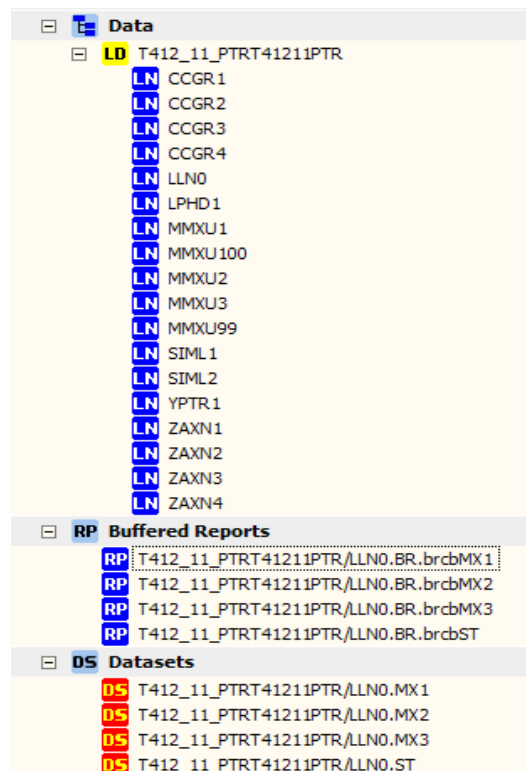 Data
LD T412_11_PTRT41211PTR
LN CCGR1
LN CCGR2
LN CCGR3
LN CCGR4
LN LLN0
LN LPHD1
LN MMXU1
LN MMXU100
LN MMXU2
LN MMXU3
LN MMXU99
LN SIML1
LN SIML2
LN YPTR1
LN ZAXN1
LN ZAXN2
LN ZAXN3
LN ZAXN4
RP Buffered Reports
RP T412_11_PTRT41211PTR/LLN0.BR.brcbMX1
RP T412_11_PTRT41211PTR/LLN0.BR.brcbMX2
RP T412_11_PTRT41211PTR/LLN0.BR.brcbMX3
RP T412_11_PTRT41211PTR/LLN0.BR.brcbST
DS Datasets
DS T412_11_PTRT41211PTR/LLN0.MX1
DS T412_11_PTRT41211PTR/LLN0.MX2
DS T412_11_PTRT41211PTR/LLN0.MX3
DS T412_11_PTRT41211PTR/LLN0.ST